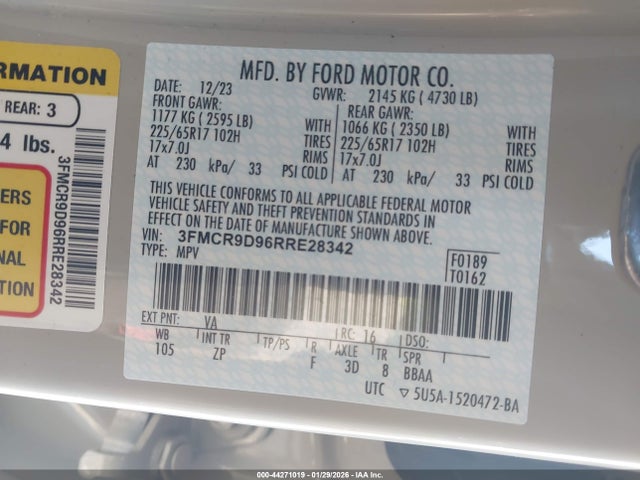 ORMATION
REAR: 3
4 lbs.
3FMCR9D96RRE28342
ERS
FOR
NAL
ION
MFD. BY FORD MOTOR CO.
DATE: 12/23 GVWR: 2145 KG ( 4730 LB)
FRONT GAWR: REAR GAWR:
1177 KG ( 2595 LB) WITH 1066 KG ( 2350 LB) WITH
225/65R17 102H TIRES 225/65R17 102H TIRES
17x7.0J RIMS 17x7.0J RIMS
AT 230 kPa/ 33 PSI COLD AT 230 kPa/ 33 PSI COLD
THIS VEHICLE CONFORMS TO ALL APPLICABLE FEDERAL MOTOR
VEHICLE SAFETY AND THEFT PREVENTION STANDARDS IN
EFFECT ON THE DATE OF MANUFACTURE SHOWN ABOVE.
VIN: 3FMCR9D96RRE28342
TYPE: MPV
F0189
T0162
EXT PNT: VA RC: 16 DSO:
WB INT TR TP/PS R AXLE TR SPR
105 ZP F 3D 8 BBAA
UTC ▽ 5U5A-1520472-BA
000-44271019 | 01/29/2026 - IAAI.COM